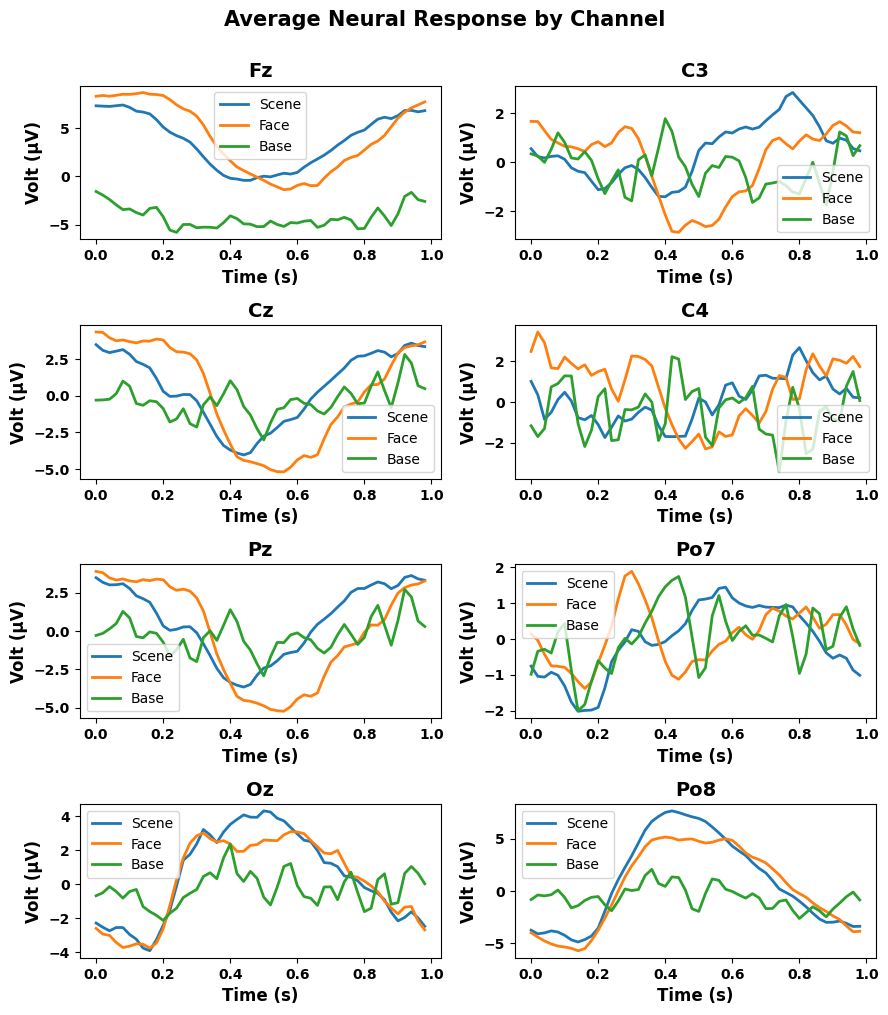 Average Neural Response by Channel
Fz
Volt (µV)
5
0
−5
Scene
Face
Base
0.0 0.2 0.4 0.6 0.8 1.0
Time (s)
C3
Volt (µV)
2
0
−2
Scene
Face
Base
0.0 0.2 0.4 0.6 0.8 1.0
Time (s)
Cz
Volt (µV)
2.5
0.0
−2.5
−5.0
Scene
Face
Base
0.0 0.2 0.4 0.6 0.8 1.0
Time (s)
C4
Volt (µV)
2
0
−2
Scene
Face
Base
0.0 0.2 0.4 0.6 0.8 1.0
Time (s)
Pz
Volt (µV)
2.5
0.0
−2.5
−5.0
Scene
Face
Base
0.0 0.2 0.4 0.6 0.8 1.0
Time (s)
Po7
Volt (µV)
2
1
0
−1
−2
Scene
Face
Base
0.0 0.2 0.4 0.6 0.8 1.0
Time (s)
Oz
Volt (µV)
4
2
0
−2
−4
Scene
Face
Base
0.0 0.2 0.4 0.6 0.8 1.0
Time (s)
Po8
Volt (µV)
5
0
−5
Scene
Face
Base
0.0 0.2 0.4 0.6 0.8 1.0
Time (s)